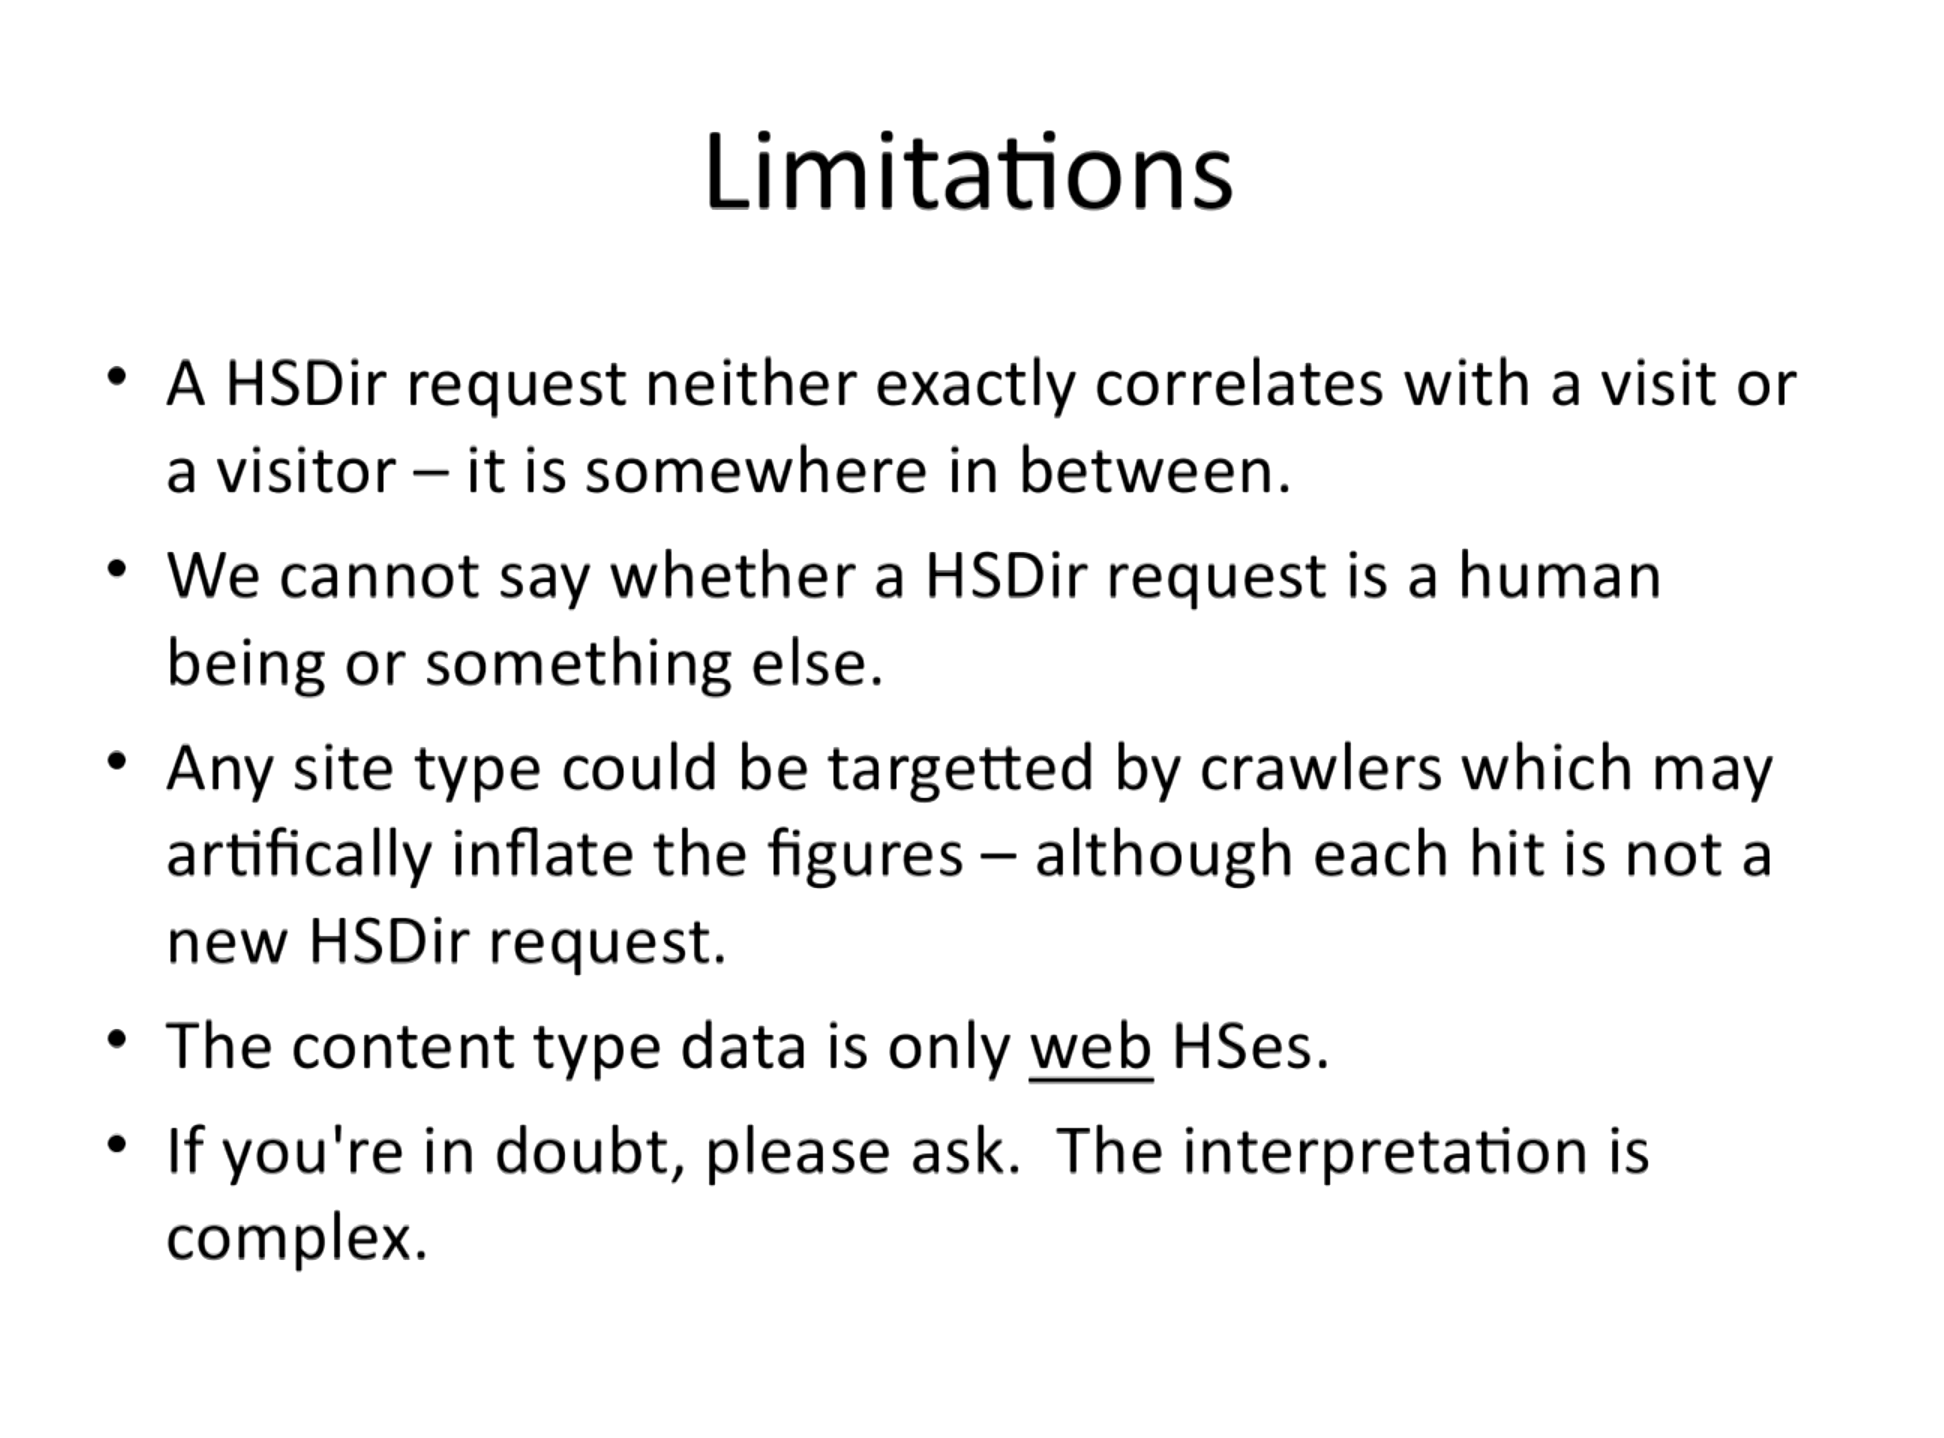 Limitations
• A HSDir request neither exactly correlates with a visit or
a visitor – it is somewhere in between.
• We cannot say whether a HSDir request is a human
being or something else.
• Any site type could be targetted by crawlers which may
artifically inflate the figures – although each hit is not a
new HSDir request.
• The content type data is only web HSes.
• If you're in doubt, please ask.  The interpretation is
complex.